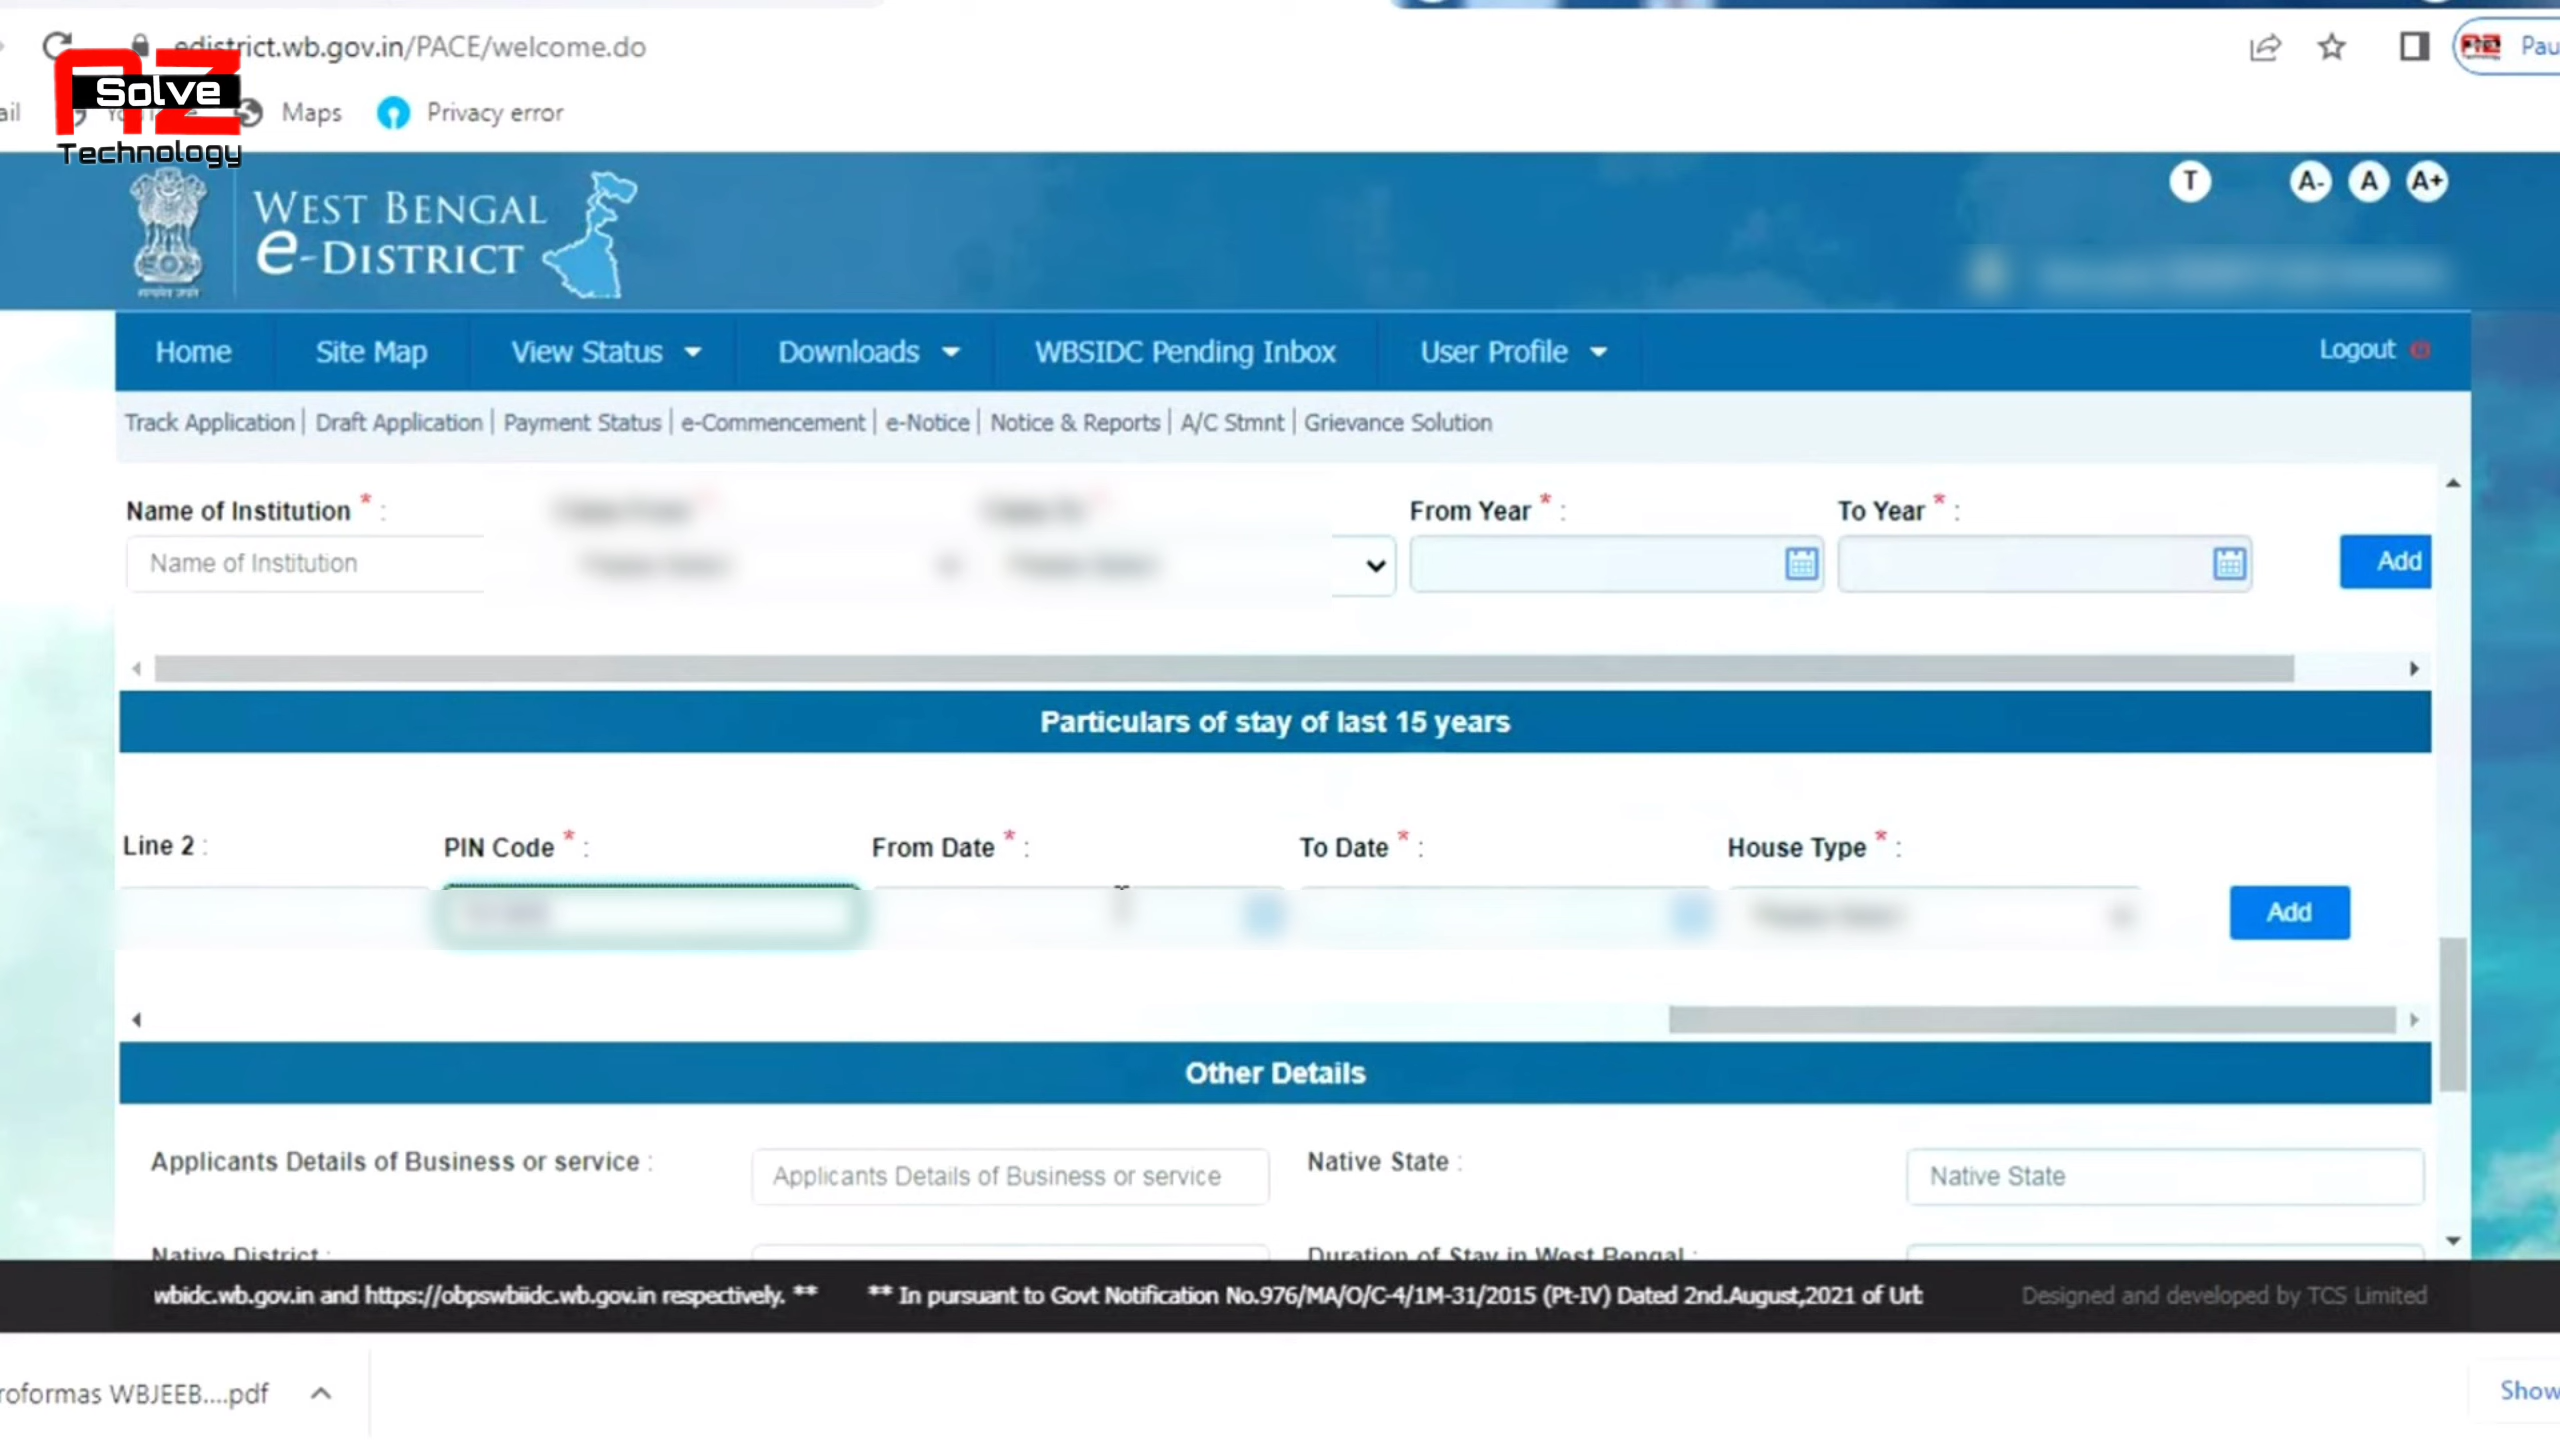 edistrict.wb.gov.in/PACE/welcome.do
Pau
AZ
Solve
Technology
ail
Maps
Privacy error
WEST BENGAL
e-DISTRICT
T
A-
A
A+
Home
Site Map
View Status
Downloads
WBSIDC Pending Inbox
User Profile
Logout
Track Application | Draft Application | Payment Status | e-Commencement | e-Notice | Notice & Reports | A/C Stmnt | Grievance Solution
Name of Institution * :
From Year * :
To Year * :
Name of Institution
Add
Particulars of stay of last 15 years
Line 2 :
PIN Code * :
From Date * :
To Date * :
House Type * :
Add
Other Details
Applicants Details of Business or service :
Applicants Details of Business or service
Native State :
Native State
Native District :
Duration of Stay in West Bengal :
wbidc.wb.gov.in and https://obpswbiidc.wb.gov.in respectively. ** ** In pursuant to Govt Notification No.976/MA/O/C-4/1M-31/2015 (Pt-IV) Dated 2nd.August,2021 of Urb
Designed and developed by TCS Limited
roformas WBJEEB....pdf
Show